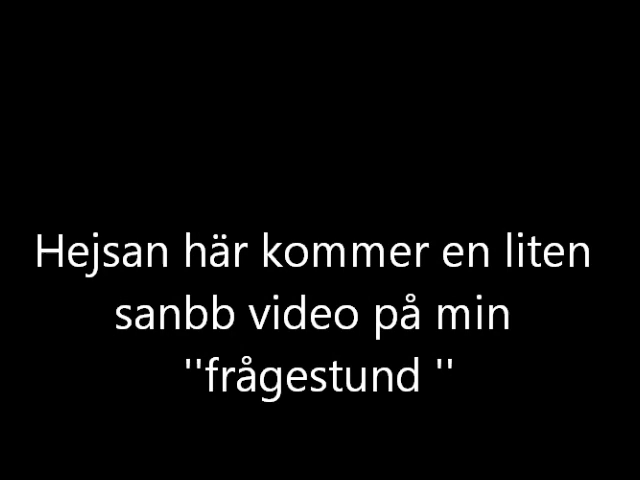 Hejsan här kommer en liten
sanbb video på min
''frågestund ''